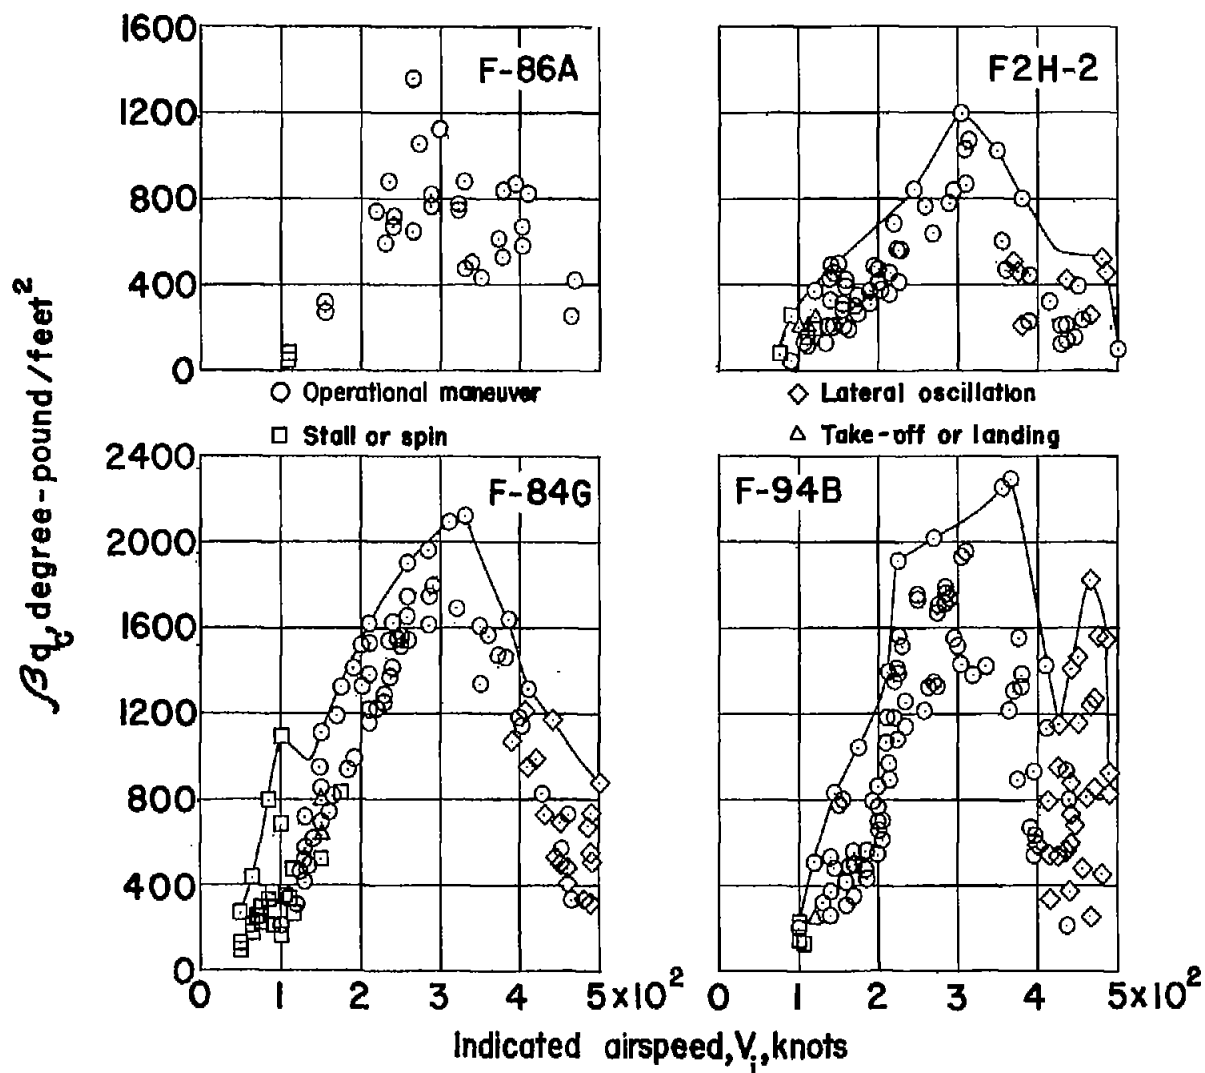 1600
1200
800
400
0
F-86A
F2H-2
○ Operational maneuver
□ Stall or spin
◇ Lateral oscillation
△ Take-off or landing
βq_c, degree-pound/feet²
2400
2000
1600
1200
800
400
0
F-84G
F-94B
0 1 2 3 4 5x10²
0 1 2 3 4 5x10²
Indicated airspeed, V_i, knots